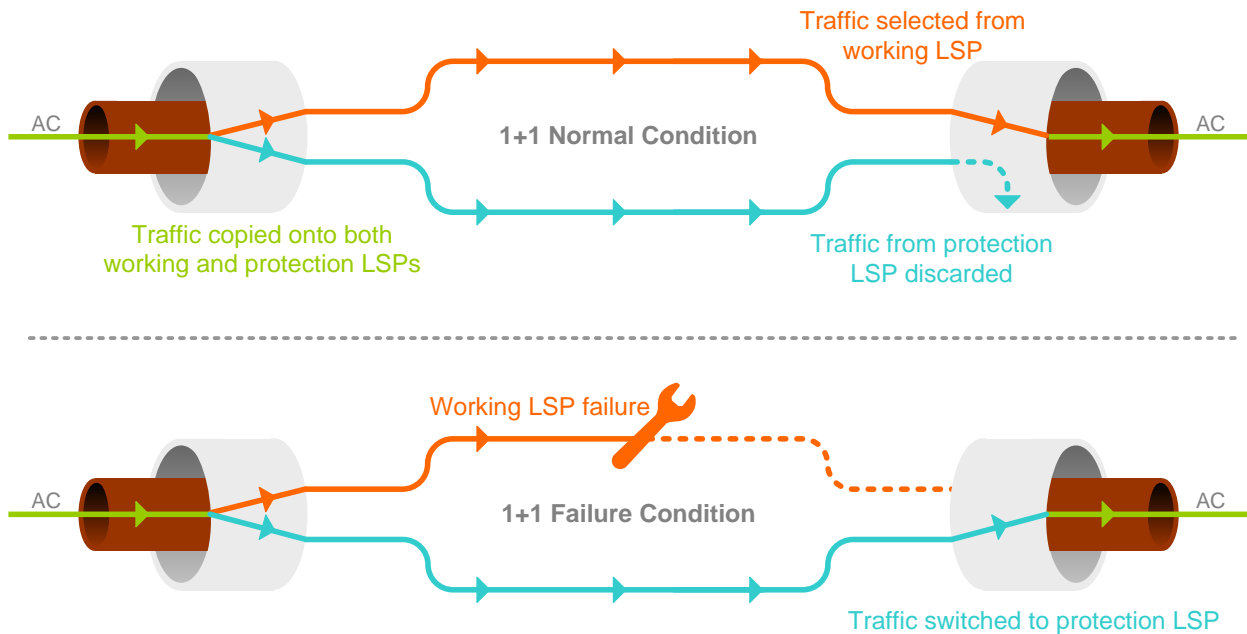 Traffic selected from
working LSP
AC
1+1 Normal Condition
AC
Traffic copied onto both
working and protection LSPs
Traffic from protection
LSP discarded
Working LSP failure
AC
1+1 Failure Condition
AC
Traffic switched to protection LSP